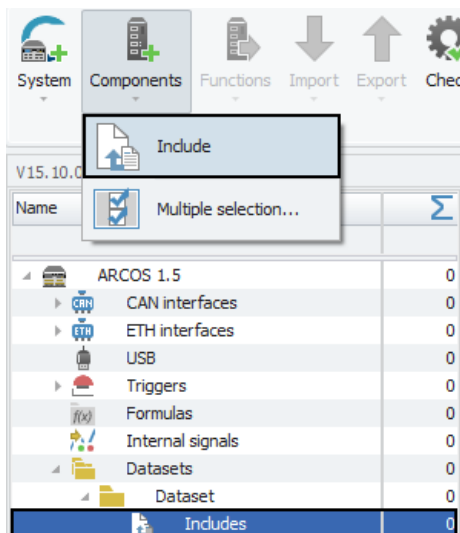 System Components Functions Import Export Chec
Include
V15.10.0
Multiple selection...
Name Σ
ARCOS 1.5 0
CAN CAN interfaces 0
ETH ETH interfaces 0
USB 0
Triggers 0
f(x) Formulas 0
Internal signals 0
Datasets 0
Dataset 0
Includes 0